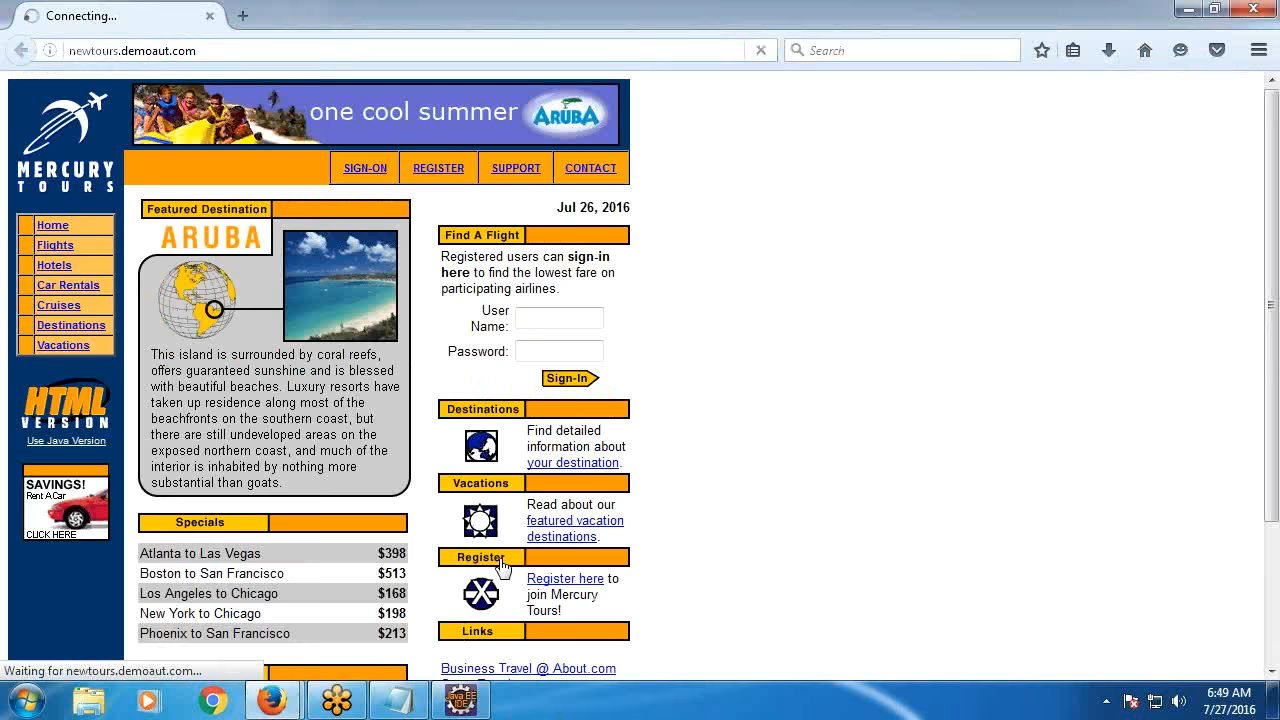 Connecting...
newtours.demoaut.com
Search
one cool summer
ARUBA
MERCURY
TOURS
SIGN-ON
REGISTER
SUPPORT
CONTACT
Home
Flights
Hotels
Car Rentals
Cruises
Destinations
Vacations
HTML
VERSION
Use Java Version
SAVINGS!
Rent A Car
CLICK HERE
Featured Destination
ARUBA
This island is surrounded by coral reefs,
offers guaranteed sunshine and is blessed
with beautiful beaches. Luxury resorts have
taken up residence along most of the
beachfronts on the southern coast, but
there are still undeveloped areas on the
exposed northern coast, and much of the
interior is inhabited by nothing more
substantial than goats.
Specials
Atlanta to Las Vegas $398
Boston to San Francisco $513
Los Angeles to Chicago $168
New York to Chicago $198
Phoenix to San Francisco $213
Jul 26, 2016
Find A Flight
Registered users can sign-in
here to find the lowest fare on
participating airlines.
User
Name:
Password:
Sign-In
Destinations
Find detailed
information about
your destination.
Vacations
Read about our
featured vacation
destinations.
Register
Register here to
join Mercury
Tours!
Links
Business Travel @ About.com
Waiting for newtours.demoaut.com...
Java EE
IDE
6:49 AM
7/27/2016